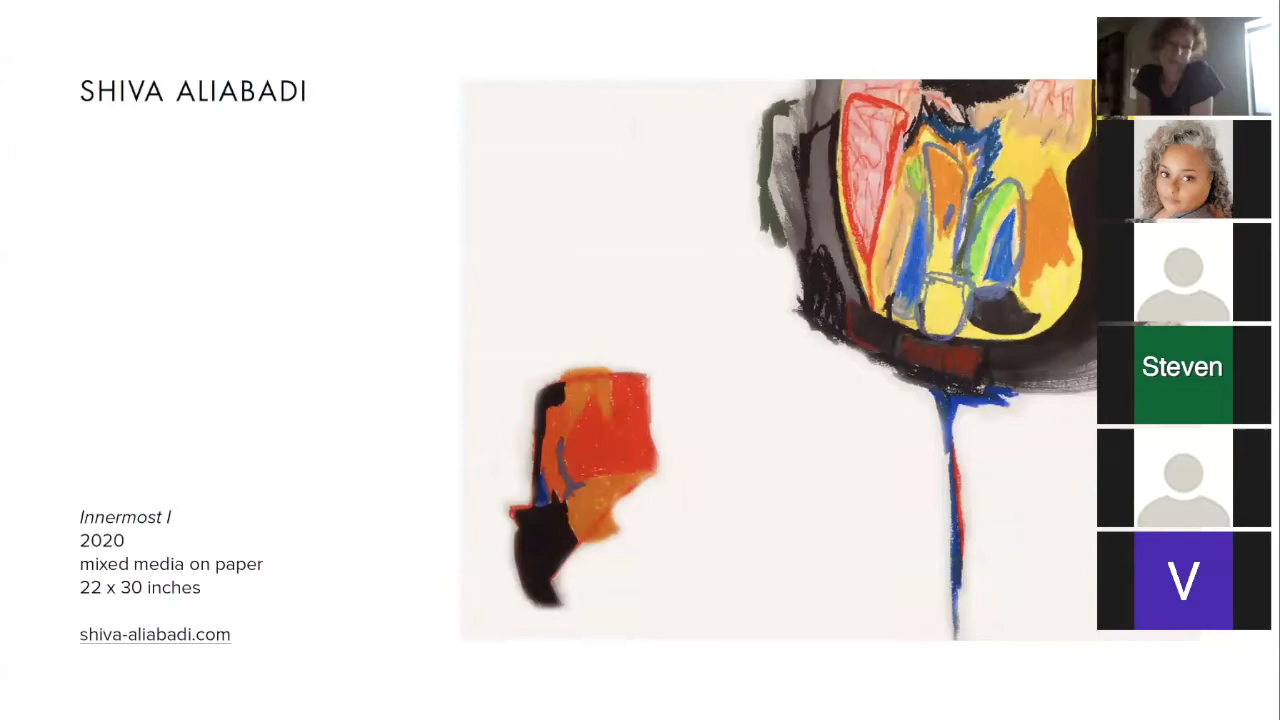 SHIVA ALIABADI
Innermost I
2020
mixed media on paper
22 x 30 inches
shiva-aliabadi.com
Steven
V